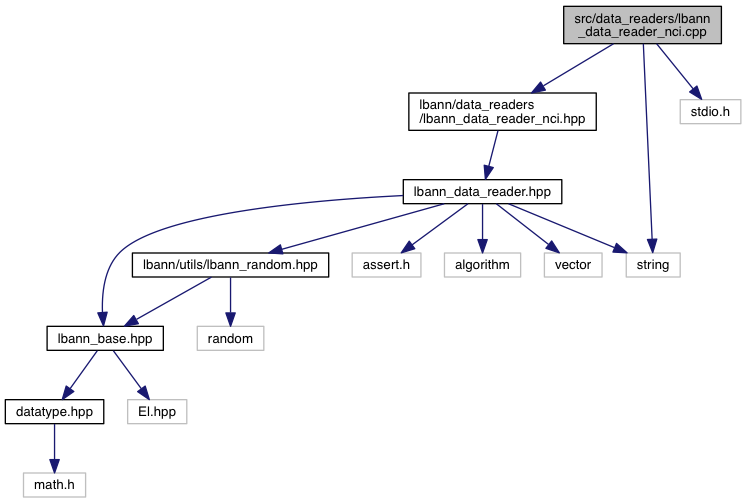 src/data_readers/lbann
_data_reader_nci.cpp
lbann/data_readers
/lbann_data_reader_nci.hpp
stdio.h
lbann_data_reader.hpp
lbann/utils/lbann_random.hpp
assert.h
algorithm
vector
string
lbann_base.hpp
random
datatype.hpp
El.hpp
math.h